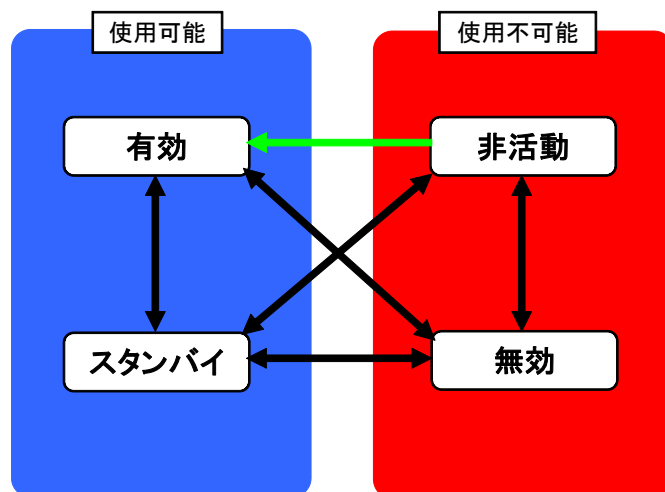 使用可能
使用不可能
有効
非活動
スタンバイ
無効